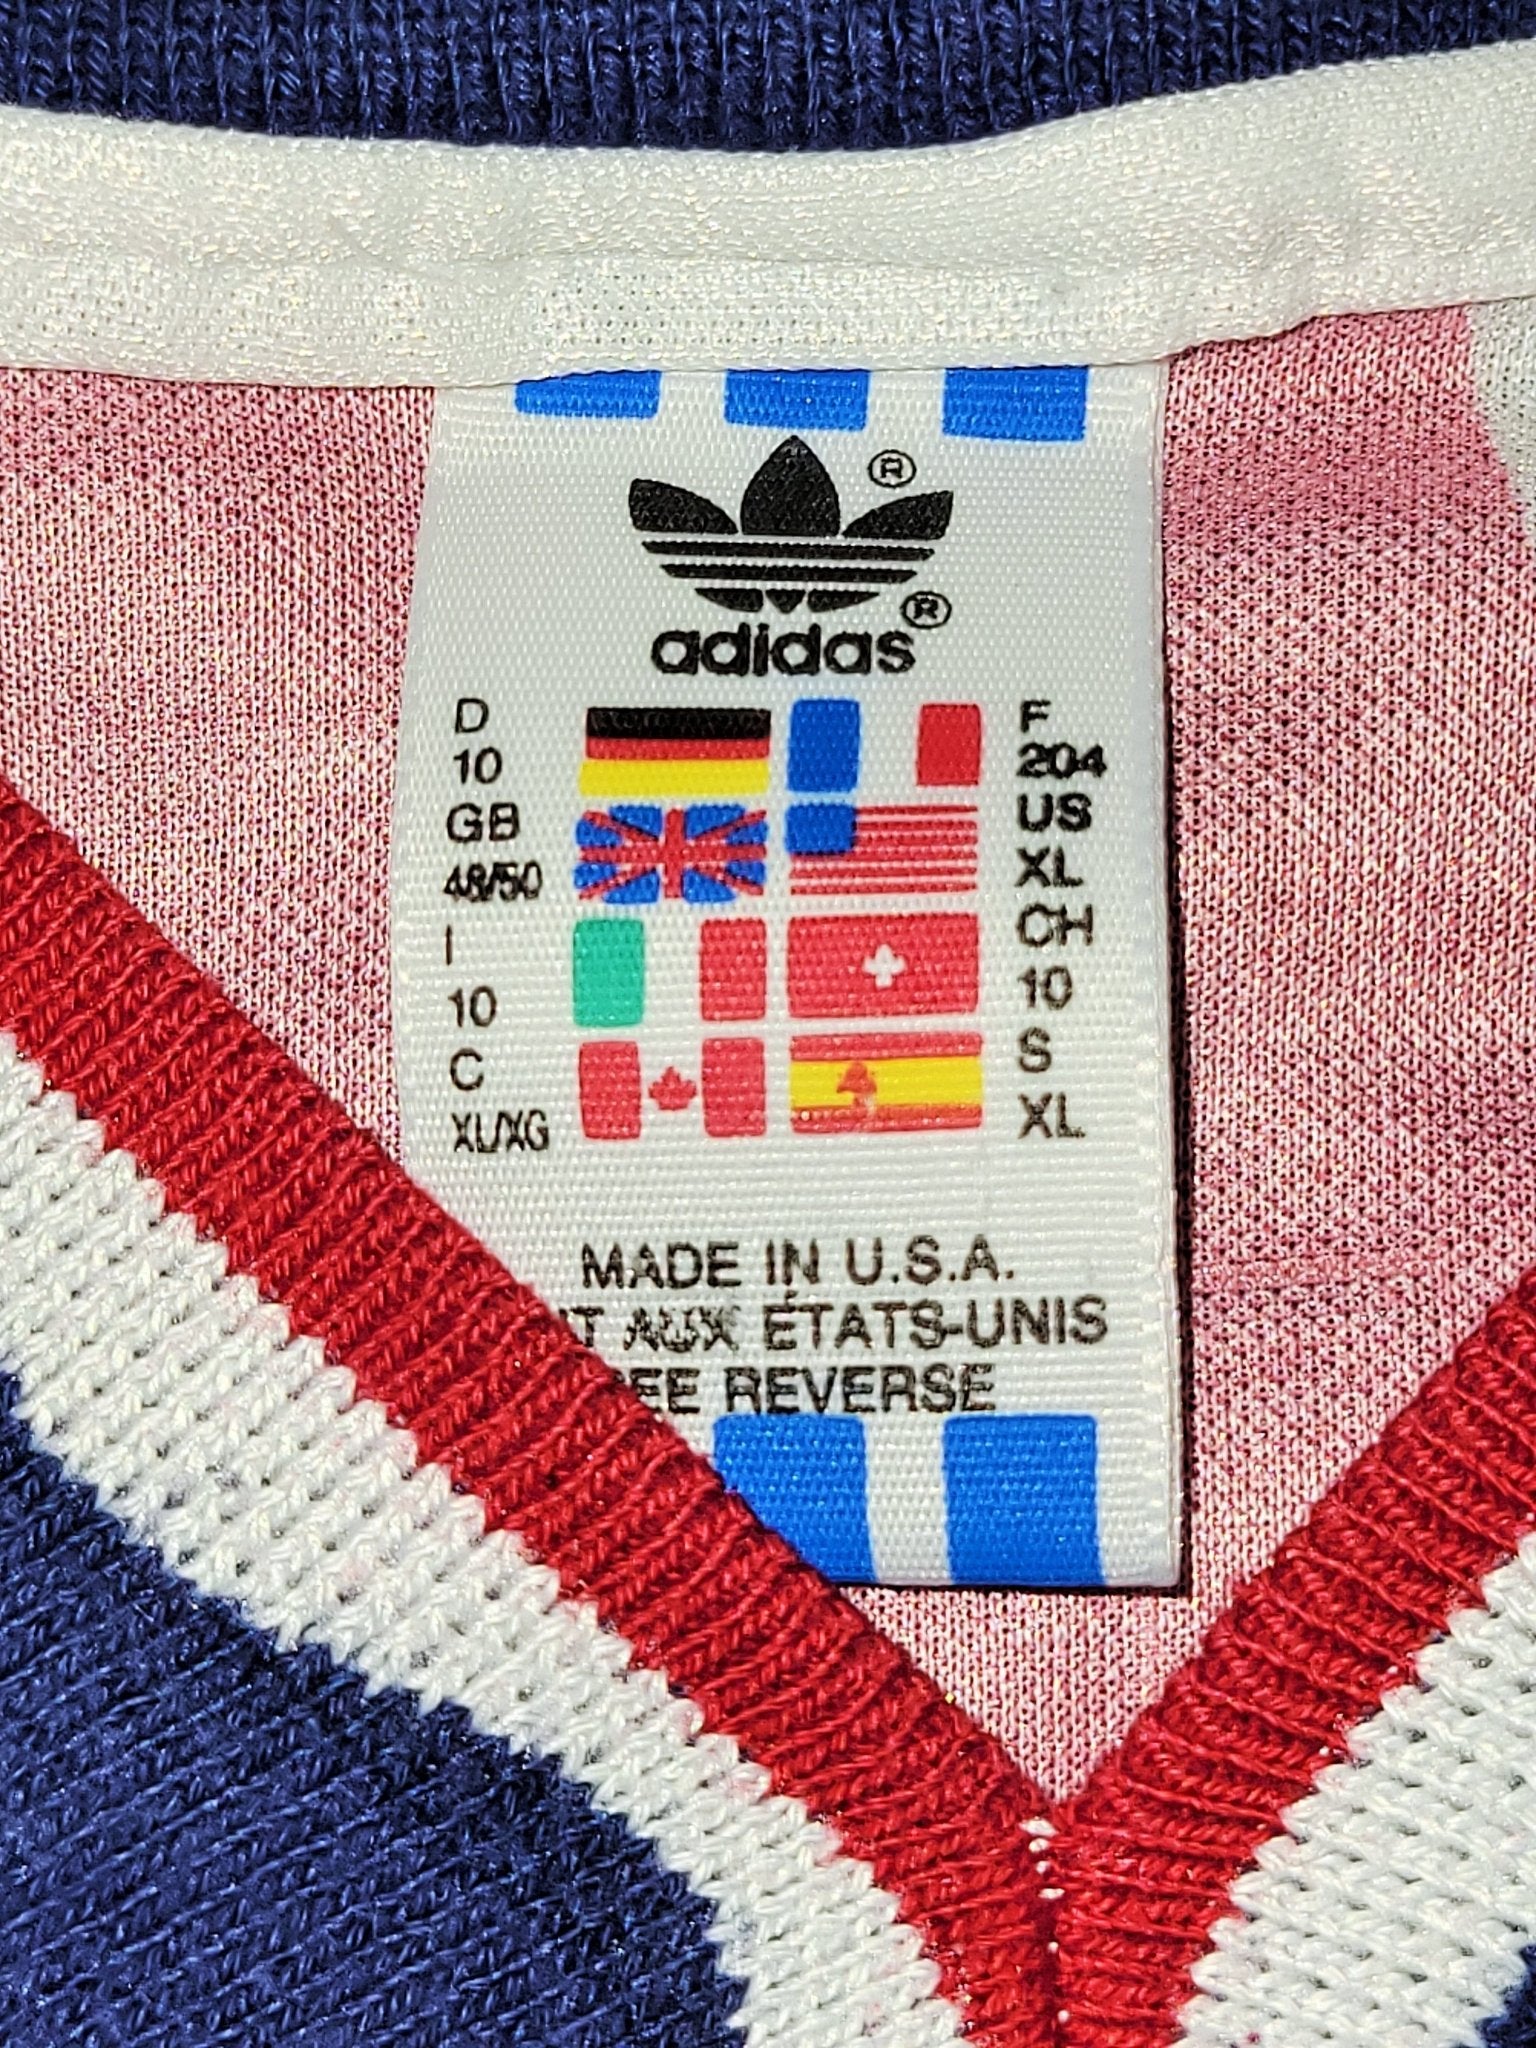 ®
adidas®
D
10
GB
48/50
I
10
C
XL/XG
F
204
US
XL
CH
10
S
XL
MADE IN U.S.A.
AUX ÉTATS-UNIS
REVERSE